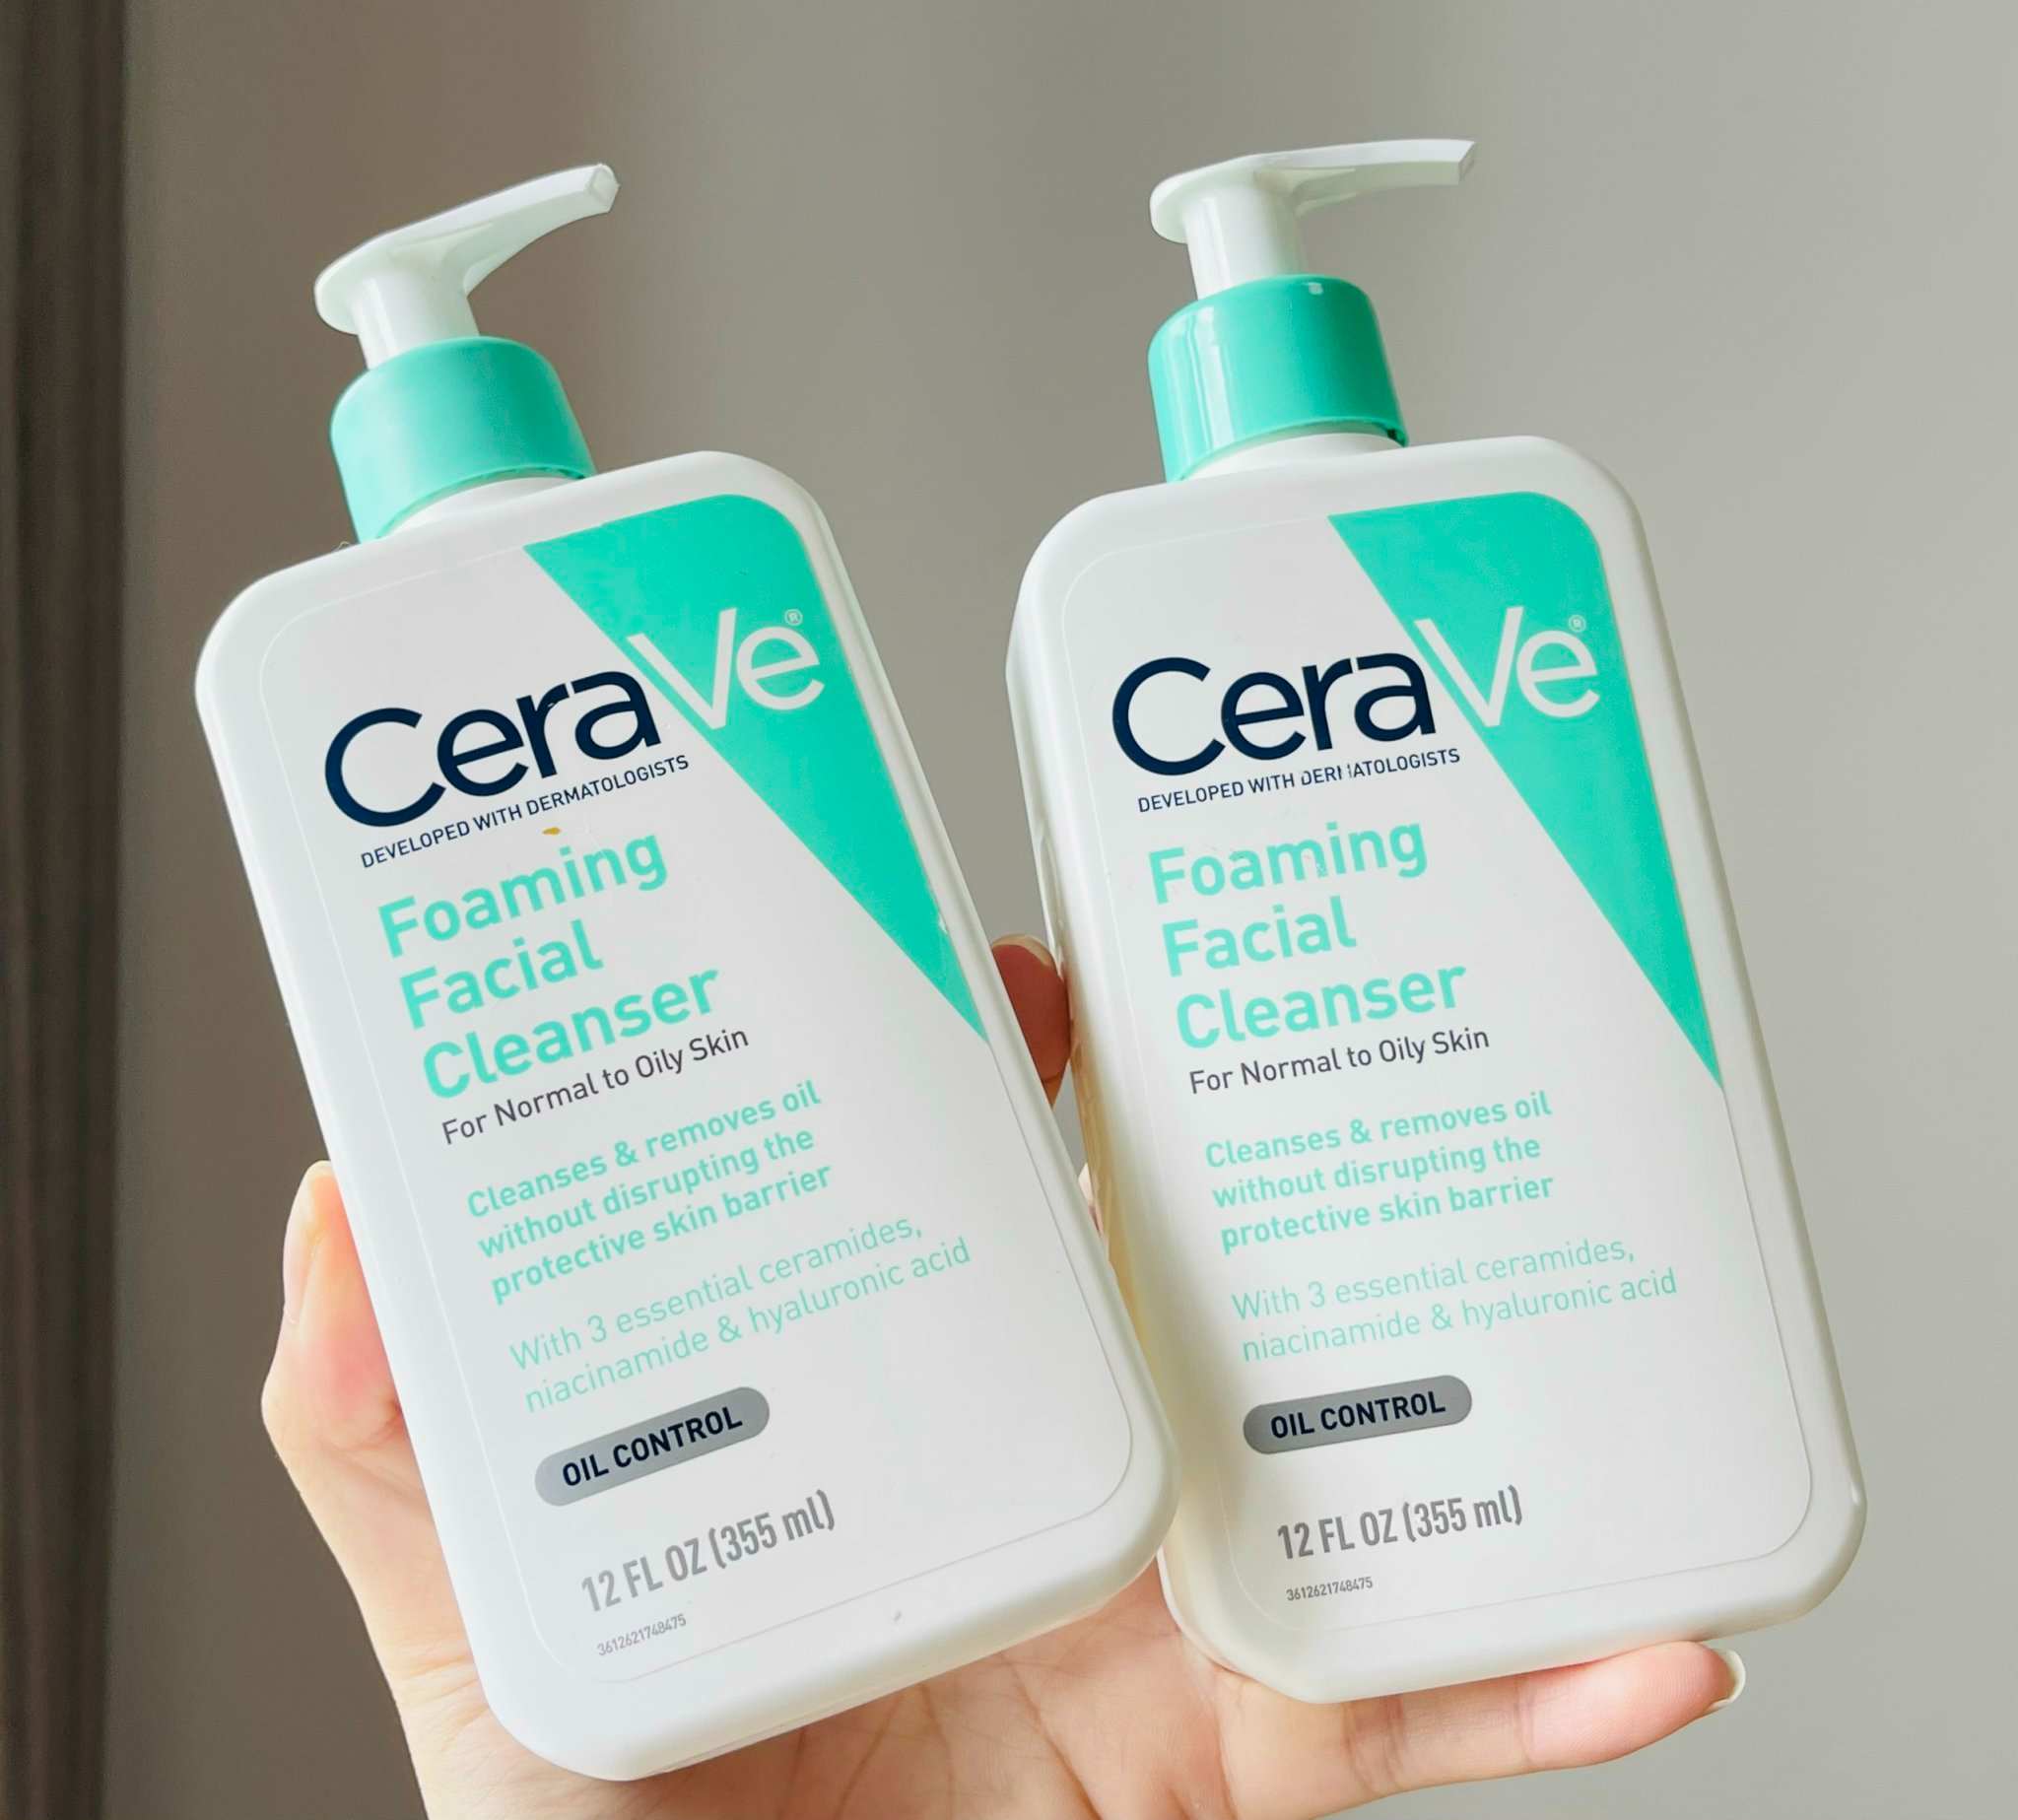 CeraVe®
DEVELOPED WITH DERMATOLOGISTS
Foaming
Facial
Cleanser
For Normal to Oily Skin
Cleanses & removes oil
without disrupting the
protective skin barrier
With 3 essential ceramides,
niacinamide & hyaluronic acid
OIL CONTROL
12 FL OZ (355 ml)
3612621748475
CeraVe®
DEVELOPED WITH DERMATOLOGISTS
Foaming
Facial
Cleanser
For Normal to Oily Skin
Cleanses & removes oil
without disrupting the
protective skin barrier
With 3 essential ceramides,
niacinamide & hyaluronic acid
OIL CONTROL
12 FL OZ (355 ml)
3612621748475